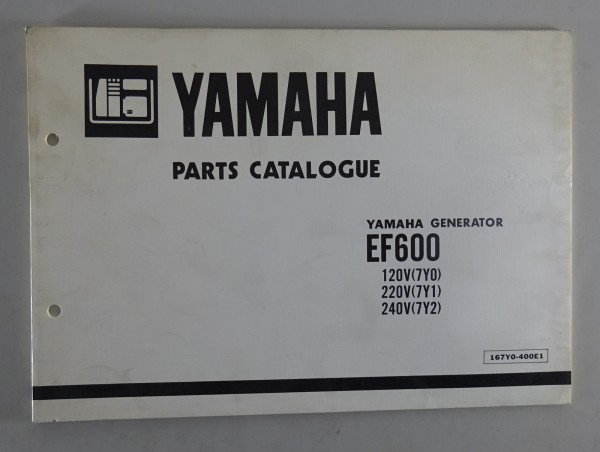 YAMAHA
PARTS CATALOGUE
YAMAHA GENERATOR
EF600
120V(7Y0)
220V(7Y1)
240V(7Y2)
167Y0-400E1